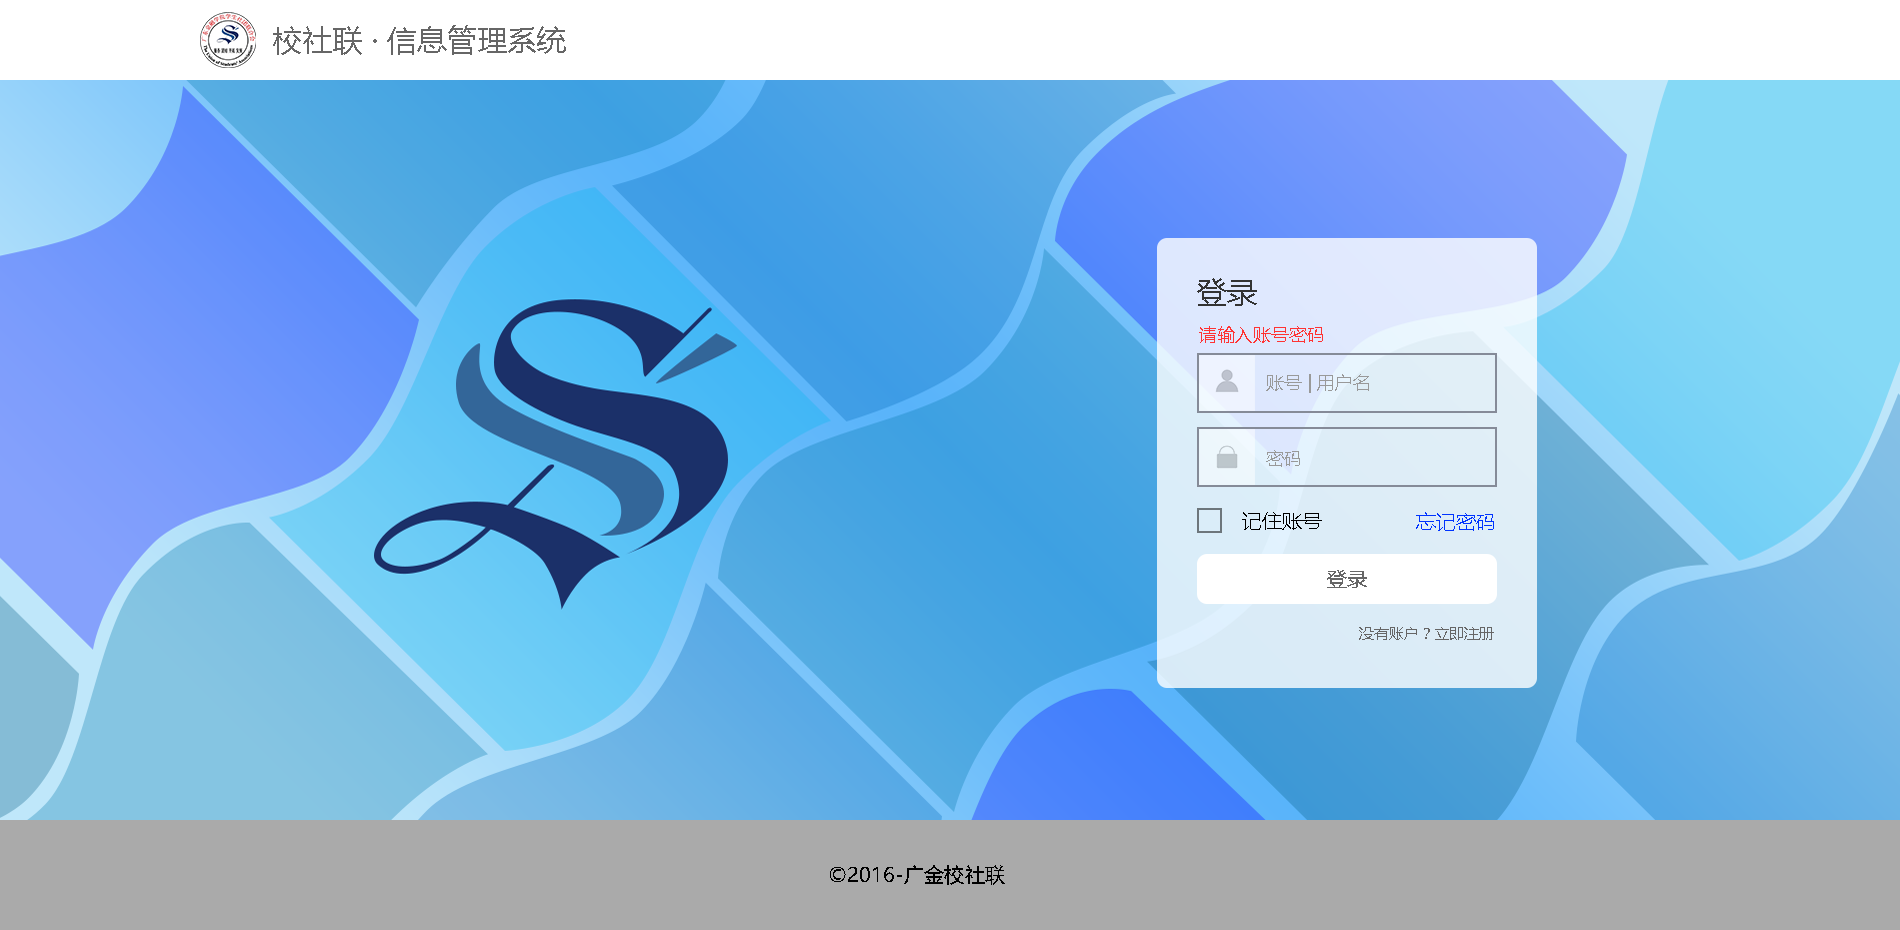 校社联 · 信息管理系统
登录
请输入账号密码
账号 | 用户名
密码
记住账号 忘记密码
登录
没有账户？立即注册
©2016-广金校社联